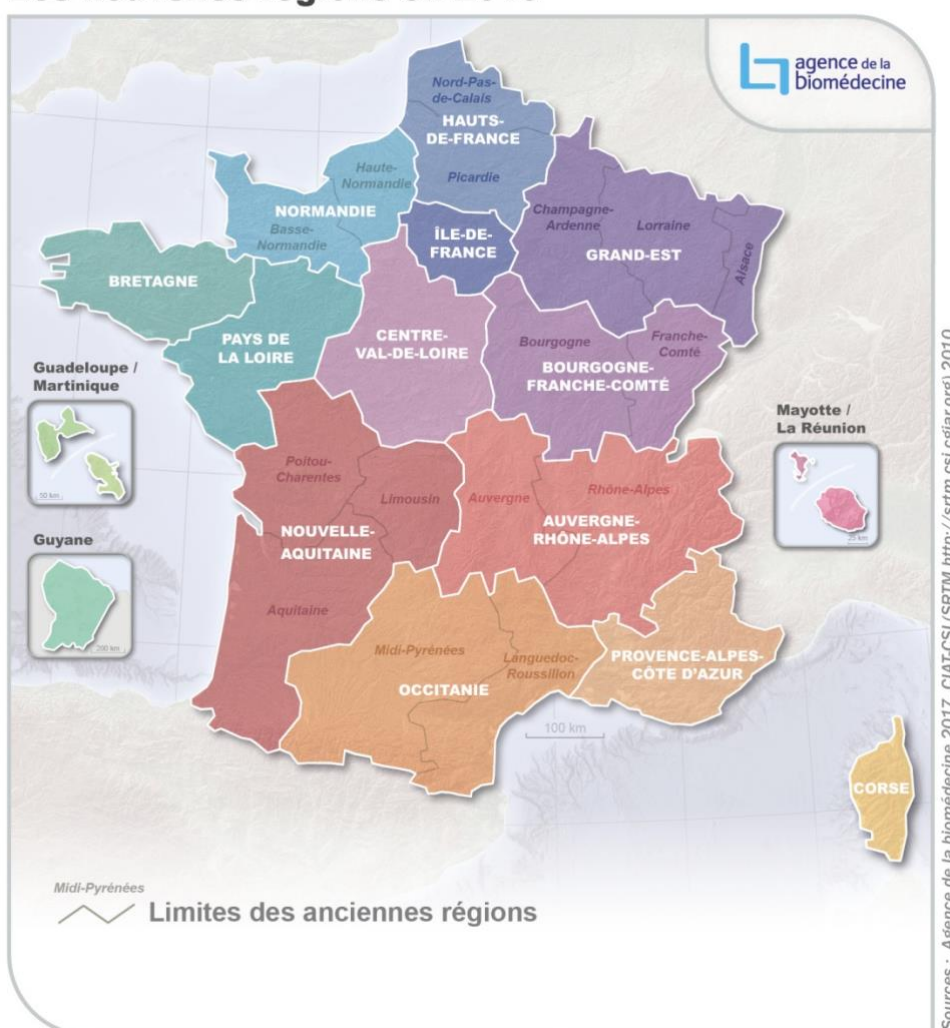 agence de la
biomédecine
Nord-Pas-
de-Calais
HAUTS-
DE-FRANCE
Picardie
Haute-
Normandie
NORMANDIE
Basse-
Normandie
ÎLE-DE-
FRANCE
Champagne-
Ardenne
Lorraine
Alsace
GRAND-EST
BRETAGNE
PAYS DE
LA LOIRE
CENTRE-
VAL-DE-LOIRE
Bourgogne
Franche-
Comté
BOURGOGNE-
FRANCHE-COMTÉ
Guadeloupe /
Martinique
50 km
Guyane
200 km
Mayotte /
La Réunion
25 km
Poitou-
Charentes
Limousin
NOUVELLE-
AQUITAINE
Aquitaine
Auvergne
Rhône-Alpes
AUVERGNE-
RHÔNE-ALPES
Midi-Pyrénées
Languedoc-
Roussillon
OCCITANIE
PROVENCE-ALPES-
CÔTE D'AZUR
100 km
CORSE
Midi-Pyrénées
Limites des anciennes régions
Sources : Agence de la biomédecine 2017, CIAT-CSI (SRTM http://srtm.csi.cgiar.org) 2010